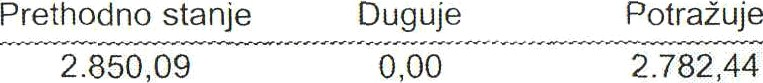 Prethodno stanje Duguje Potražuje
2.850,09 0,00 2.782,44